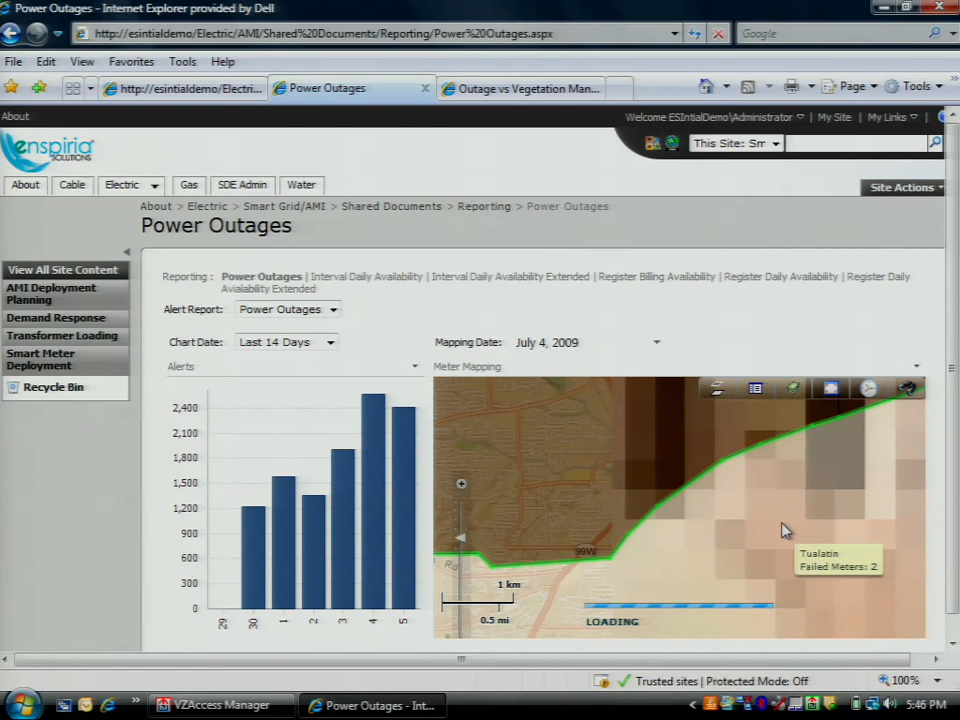 Power Outages - Internet Explorer provided by Dell
http://esintialdemo/Electric/AMI/Shared%20Documents/Reporting/Power%20Outages.aspx
Google
File Edit View Favorites Tools Help
http://esintialdemo/Electri...
Power Outages
Outage vs Vegetation Man...
Page
Tools
About
Welcome ESIntialDemo\Administrator
| My Site | My Links
enspiria
SOLUTIONS
This Site: Sm
About Cable Electric Gas SDE Admin Water
Site Actions
About > Electric > Smart Grid/AMI > Shared Documents > Reporting > Power Outages
Power Outages
View All Site Content
AMI Deployment
Planning
Demand Response
Transformer Loading
Smart Meter
Deployment
Recycle Bin
Reporting : Power Outages | Interval Daily Availability | Interval Daily Availability Extended | Register Billing Availability | Register Daily Availability | Register Daily
Avialability Extended
Alert Report: Power Outages
Chart Date: Last 14 Days
Mapping Date: July 4, 2009
Alerts
Meter Mapping
2,400
2,100
1,800
1,500
1,200
900
600
300
0
29 30 1 2 3 4 5
99W
Rd
Tualatin
Failed Meters: 2
1 km
0.5 mi
LOADING
Trusted sites | Protected Mode: Off
100%
VZAccess Manager
Power Outages - Int...
5:46 PM